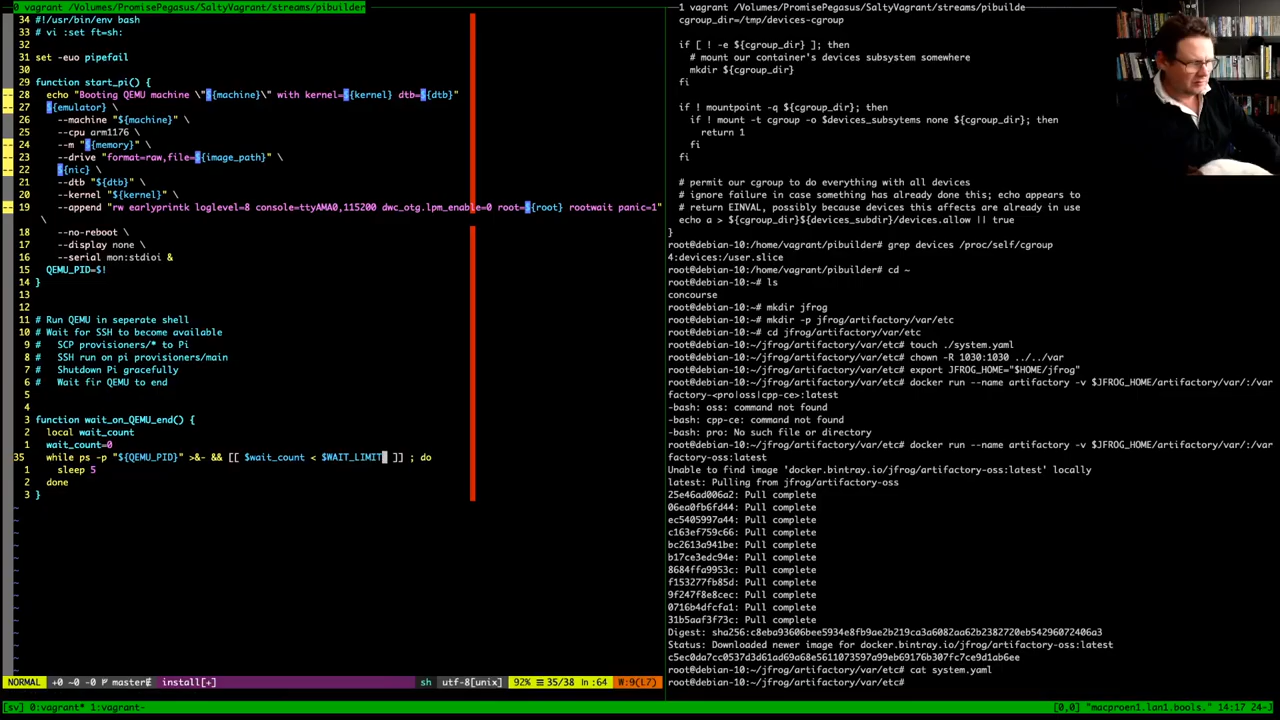 0 vagrant /Volumes/PromisePegasus/SaltyVagrant/streams/pibuilder
34 #!/usr/bin/env bash
33 # vi :set ft=sh:
32
31 set -euo pipefail
30
29 function start_pi() {
28   echo "Booting QEMU machine \"${machine}\" with kernel=${kernel} dtb=${dtb}"
27   ${emulator} \
26     --machine "${machine}" \
25     --cpu arm1176 \
24     --m "${memory}" \
23     --drive "format=raw,file=${image_path}" \
22     ${nic} \
21     --dtb "${dtb}" \
20     --kernel "${kernel}" \
19     --append "rw earlyprintk loglevel=8 console=ttyAMA0,115200 dwc_otg.lpm_enable=0 root=${root} rootwait panic=1"
\
18     --no-reboot \
17     --display none \
16     --serial mon:stdioi &
15   QEMU_PID=$!
14 }
13
12
11 # Run QEMU in seperate shell
10 # Wait for SSH to become available
9 #   SCP provisioners/* to Pi
8 #   SSH run on pi provisioners/main
7 #   Shutdown Pi gracefully
6 #   Wait fir QEMU to end
5
4
3 function wait_on_QEMU_end() {
2   local wait_count
1   wait_count=0
35   while ps -p "${QEMU_PID}" >&- && [[ $wait_count < $WAIT_LIMIT ]] ; do
1     sleep 5
2   done
3 }
~
~
~
~
~
~
~
~
~
~
~
~
~
~
NORMAL +0 ~0 -0 master install[+] sh utf-8[unix] 92% 35/38 :64 W:9(L7)
1 vagrant /Volumes/PromisePegasus/SaltyVagrant/streams/pibuilde
cgroup_dir=/tmp/devices-cgroup
if [ ! -e ${cgroup_dir} ]; then
# mount our container's devices subsystem somewhere
mkdir ${cgroup_dir}
fi
if ! mountpoint -q ${cgroup_dir}; then
if ! mount -t cgroup -o $devices_subsytems none ${cgroup_dir}; then
return 1
fi
fi
# permit our cgroup to do everything with all devices
# ignore failure in case something has already done this; echo appears to
# return EINVAL, possibly because devices this affects are already in use
echo a > ${cgroup_dir}${devices_subdir}/devices.allow || true
}
root@debian-10:/home/vagrant/pibuilder# grep devices /proc/self/cgroup
4:devices:/user.slice
root@debian-10:/home/vagrant/pibuilder# cd ~
root@debian-10:~# ls
concourse
root@debian-10:~# mkdir jfrog
root@debian-10:~# mkdir -p jfrog/artifactory/var/etc
root@debian-10:~# cd jfrog/artifactory/var/etc
root@debian-10:~/jfrog/artifactory/var/etc# touch ./system.yaml
root@debian-10:~/jfrog/artifactory/var/etc# chown -R 1030:1030 ../../var
root@debian-10:~/jfrog/artifactory/var/etc# export JFROG_HOME="$HOME/jfrog"
root@debian-10:~/jfrog/artifactory/var/etc# docker run --name artifactory -v $JFROG_HOME/artifactory/var/:/var
factory-<pro|oss|cpp-ce>:latest
-bash: oss: command not found
-bash: cpp-ce: command not found
-bash: pro: No such file or directory
root@debian-10:~/jfrog/artifactory/var/etc# docker run --name artifactory -v $JFROG_HOME/artifactory/var/:/var
factory-oss:latest
Unable to find image 'docker.bintray.io/jfrog/artifactory-oss:latest' locally
latest: Pulling from jfrog/artifactory-oss
25e46ad006a2: Pull complete
06ea0fb6fd44: Pull complete
ec5405997a44: Pull complete
c163ef759c66: Pull complete
bc2613a941be: Pull complete
b17ce3edc94e: Pull complete
8684ffa9953c: Pull complete
f153277fb85d: Pull complete
9f247f8e8cec: Pull complete
0716b4dfcfa1: Pull complete
31b5aaf3f73c: Pull complete
Digest: sha256:c8eba93606bee5934e8fb9ae2b219ca3a6082aa62b2382720eb54296072406a3
Status: Downloaded newer image for docker.bintray.io/jfrog/artifactory-oss:latest
c5ec0da7cc0537d3d61ad69a68e5611073597a99eb69176b307fc7ce9d1ab6ee
root@debian-10:~/jfrog/artifactory/var/etc# cat system.yaml
root@debian-10:~/jfrog/artifactory/var/etc#
[sv] 0:vagrant* 1:vagrant- [0,0] "macproen1.lan1.bools." 14:17 24-J